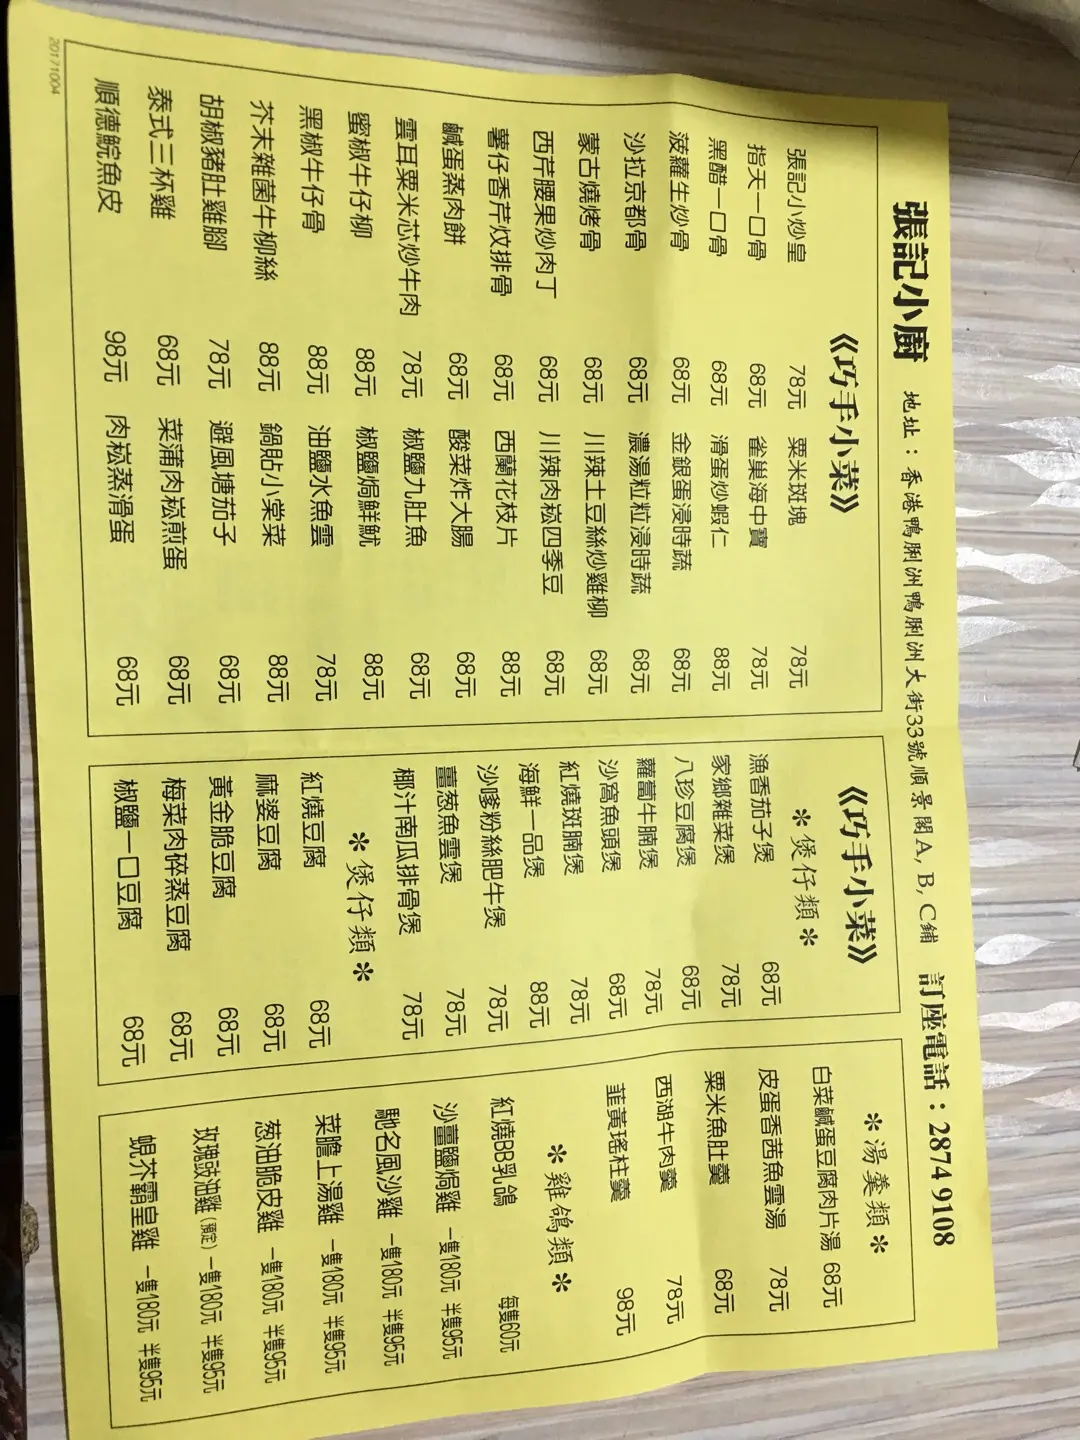 張記小廚 地址：香港鴨脷洲鴨脷洲大街33號順景閣A, B, C鋪 訂座電話：2874 9108
《巧手小菜》
張記小炒皇 78元 粟米斑塊 78元
指天一口骨 68元 雀巢海中寶 78元
黑醋一口骨 68元 滑蛋炒蝦仁 88元
菠蘿生炒骨 68元 金銀蛋浸時蔬 68元
沙拉京都骨 68元 濃湯粒粒浸時蔬 68元
蒙古燒烤骨 68元 川辣土豆絲炒雞柳 68元
西芹腰果炒肉丁 68元 川辣肉崧四季豆 68元
薯仔香芹炆排骨 68元 西蘭花枝片 88元
鹹蛋蒸肉餅 68元 酸菜炸大腸 68元
雲耳粟米芯炒牛肉 78元 椒鹽九肚魚 68元
蜜椒牛仔柳 88元 椒鹽焗鮮魷 88元
黑椒牛仔骨 88元 油鹽水魚雲 78元
芥末雜菌牛柳絲 88元 鍋貼小棠菜 88元
胡椒豬肚雞腳 78元 避風塘茄子 68元
泰式三杯雞 68元 菜蒲肉崧煎蛋 68元
順德鯇魚皮 98元 肉崧蒸滑蛋 68元
《巧手小菜》
＊煲仔類＊
漁香茄子煲 68元
家鄉雜菜煲 78元
八珍豆腐煲 68元
蘿蔔牛腩煲 78元
沙窩魚頭煲 68元
紅燒斑腩煲 78元
海鮮一品煲 88元
沙嗲粉絲肥牛煲 78元
薑葱魚雲煲 78元
椰汁南瓜排骨煲 78元
＊煲仔類＊
紅燒豆腐 68元
麻婆豆腐 68元
黃金脆豆腐 68元
梅菜肉碎蒸豆腐 68元
椒鹽一口豆腐 68元
＊湯羹類＊
白菜鹹蛋豆腐肉片湯 68元
皮蛋香茜魚雲湯 78元
粟米魚肚羹 68元
西湖牛肉羹 78元
韮黃瑤柱羹 98元
＊雞鴿類＊
紅燒BB乳鴿 每隻60元
沙薑鹽焗雞 一隻180元 半隻95元
馳名風沙雞 一隻180元 半隻95元
菜膽上湯雞 一隻180元 半隻95元
葱油脆皮雞 一隻180元 半隻95元
玫瑰豉油雞(預定) 一隻180元 半隻95元
蜆芥霸皇雞 一隻180元 半隻95元
20171004